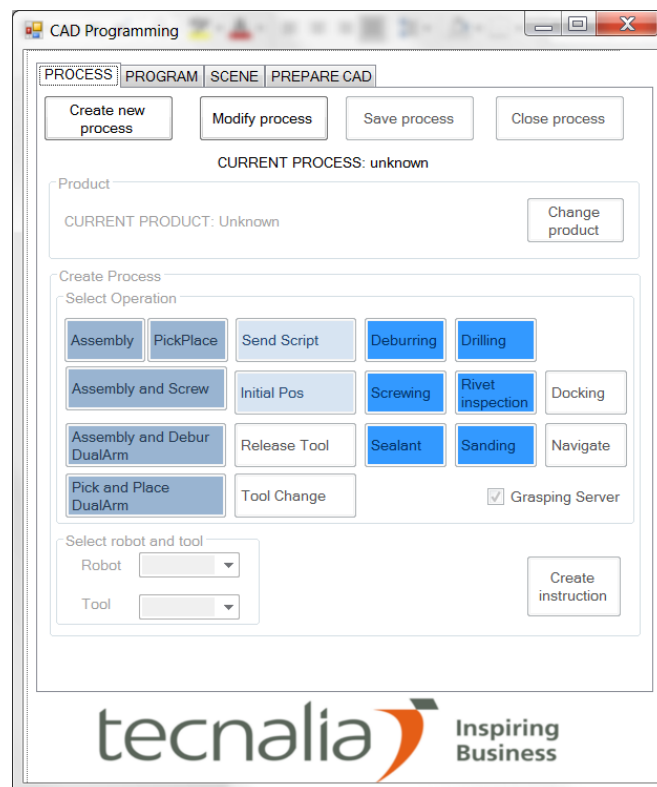 CAD Programming
PROCESS PROGRAM SCENE PREPARE CAD
Create new
process
Modify process
Save process
Close process
CURRENT PROCESS: unknown
Product
CURRENT PRODUCT: Unknown
Change
product
Create Process
Select Operation
Assembly PickPlace Send Script Deburring Drilling
Assembly and Screw Initial Pos Screwing Rivet
inspection Docking
Assembly and Debur
DualArm
Release Tool Sealant Sanding Navigate
Pick and Place
DualArm
Tool Change Grasping Server
Select robot and tool
Robot
Tool
Create
instruction
tecnalia
Inspiring
Business